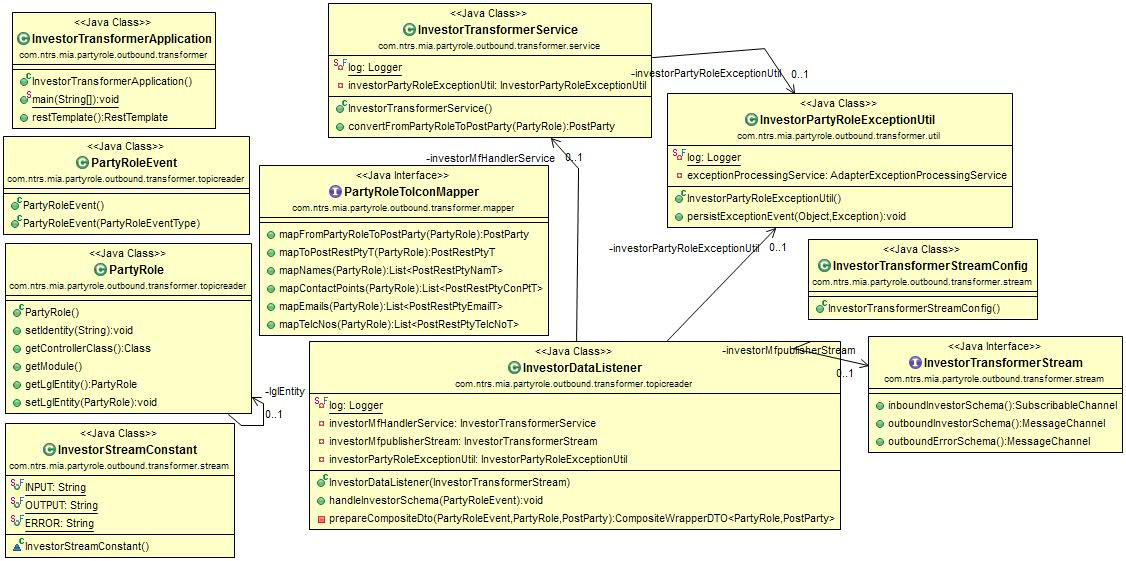 <<Java Class>>
InvestorTransformerApplication
com.ntrs.mia.partyrole.outbound.transformer
InvestorTransformerApplication()
main(String[]):void
restTemplate():RestTemplate
<<Java Class>>
PartyRoleEvent
com.ntrs.mia.partyrole.outbound.transformer.topicreader
PartyRoleEvent()
PartyRoleEvent(PartyRoleEventType)
<<Java Class>>
PartyRole
com.ntrs.mia.partyrole.outbound.transformer.topicreader
PartyRole()
setIdentity(String):void
getControllerClass():Class
getModule()
getLglEntity():PartyRole
setLglEntity(PartyRole):void
-lglEntity
0..1
<<Java Class>>
InvestorStreamConstant
com.ntrs.mia.partyrole.outbound.transformer.stream
INPUT: String
OUTPUT: String
ERROR: String
InvestorStreamConstant()
<<Java Class>>
InvestorTransformerService
com.ntrs.mia.partyrole.outbound.transformer.service
log: Logger
investorPartyRoleExceptionUtil: InvestorPartyRoleExceptionUtil
InvestorTransformerService()
convertFromPartyRoleToPostParty(PartyRole):PostParty
-investorPartyRoleExceptionUtil
0..1
-investorMfHandlerService
0..1
<<Java Interface>>
PartyRoleToIconMapper
com.ntrs.mia.partyrole.outbound.transformer.mapper
mapFromPartyRoleToPostParty(PartyRole):PostParty
mapToPostRestPtyT(PartyRole):PostRestPtyT
mapNames(PartyRole):List<PostRestPtyNamT>
mapContactPoints(PartyRole):List<PostRestPtyConPtT>
mapEmails(PartyRole):List<PostRestPtyEmailT>
mapTelcNos(PartyRole):List<PostRestPtyTelcNoT>
<<Java Class>>
InvestorPartyRoleExceptionUtil
com.ntrs.mia.partyrole.outbound.transformer.util
log: Logger
exceptionProcessingService: AdapterExceptionProcessingService
InvestorPartyRoleExceptionUtil()
persistExceptionEvent(Object,Exception):void
-investorPartyRoleExceptionUtil
0..1
<<Java Class>>
InvestorTransformerStreamConfig
com.ntrs.mia.partyrole.outbound.transformer.stream
InvestorTransformerStreamConfig()
<<Java Class>>
InvestorDataListener
com.ntrs.mia.partyrole.outbound.transformer.topicreader
log: Logger
investorMfHandlerService: InvestorTransformerService
investorMfpublisherStream: InvestorTransformerStream
investorPartyRoleExceptionUtil: InvestorPartyRoleExceptionUtil
InvestorDataListener(InvestorTransformerStream)
handleInvestorSchema(PartyRoleEvent):void
prepareCompositeDto(PartyRoleEvent,PartyRole,PostParty):CompositeWrapperDTO<PartyRole,PostParty>
-investorMfpublisherStream
0..1
<<Java Interface>>
InvestorTransformerStream
com.ntrs.mia.partyrole.outbound.transformer.stream
inboundInvestorSchema():SubscribableChannel
outboundInvestorSchema():MessageChannel
outboundErrorSchema():MessageChannel